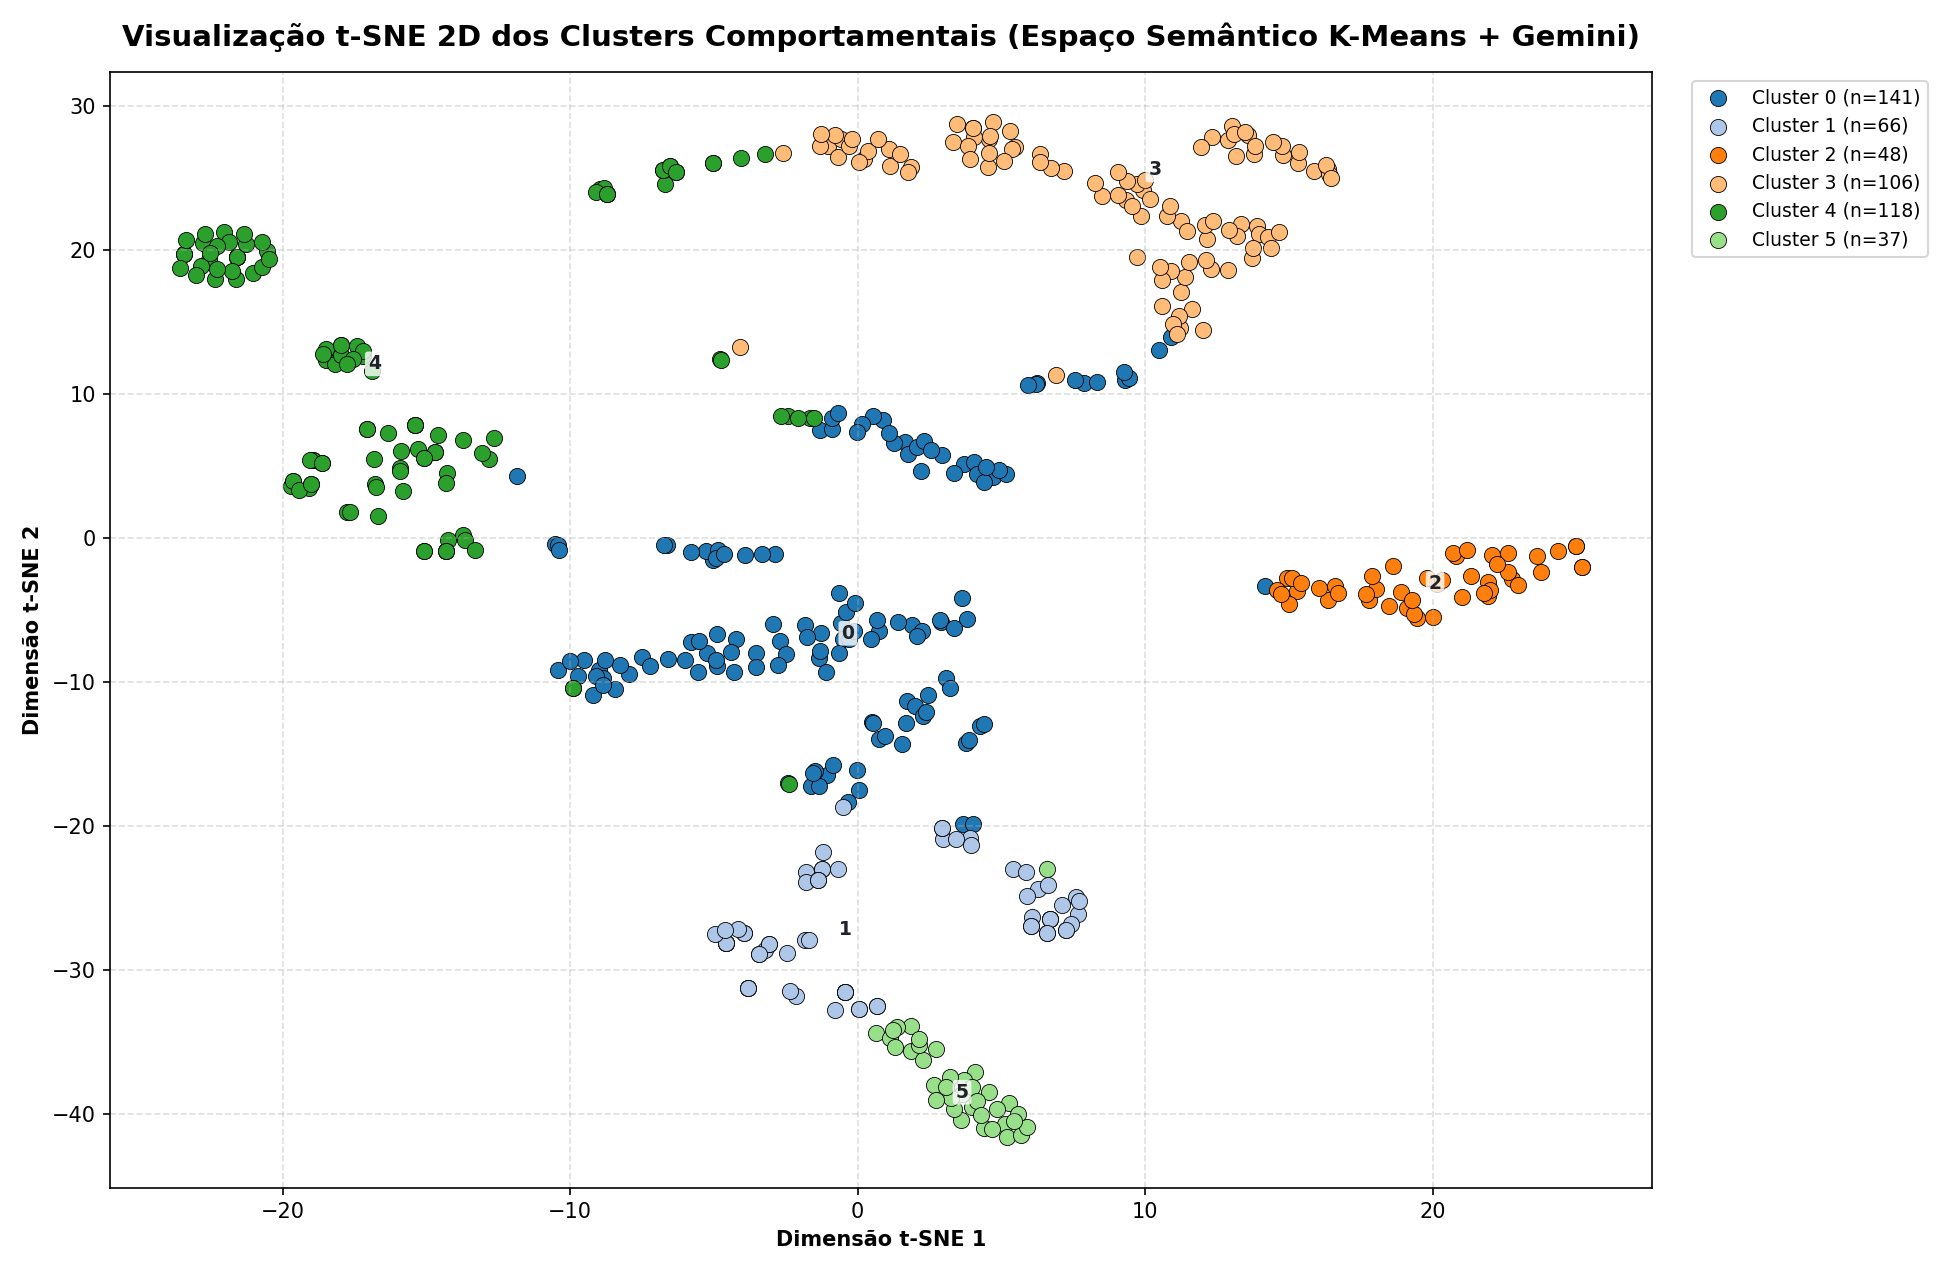 Visualização t-SNE 2D dos Clusters Comportamentais (Espaço Semântico K-Means + Gemini)
Cluster 0 (n=141)
Cluster 1 (n=66)
Cluster 2 (n=48)
Cluster 3 (n=106)
Cluster 4 (n=118)
Cluster 5 (n=37)
30
20
10
0
−10
−20
−30
−40
Dimensão t-SNE 2
3
4
2
0
1
5
−20
−10
0
10
20
Dimensão t-SNE 1